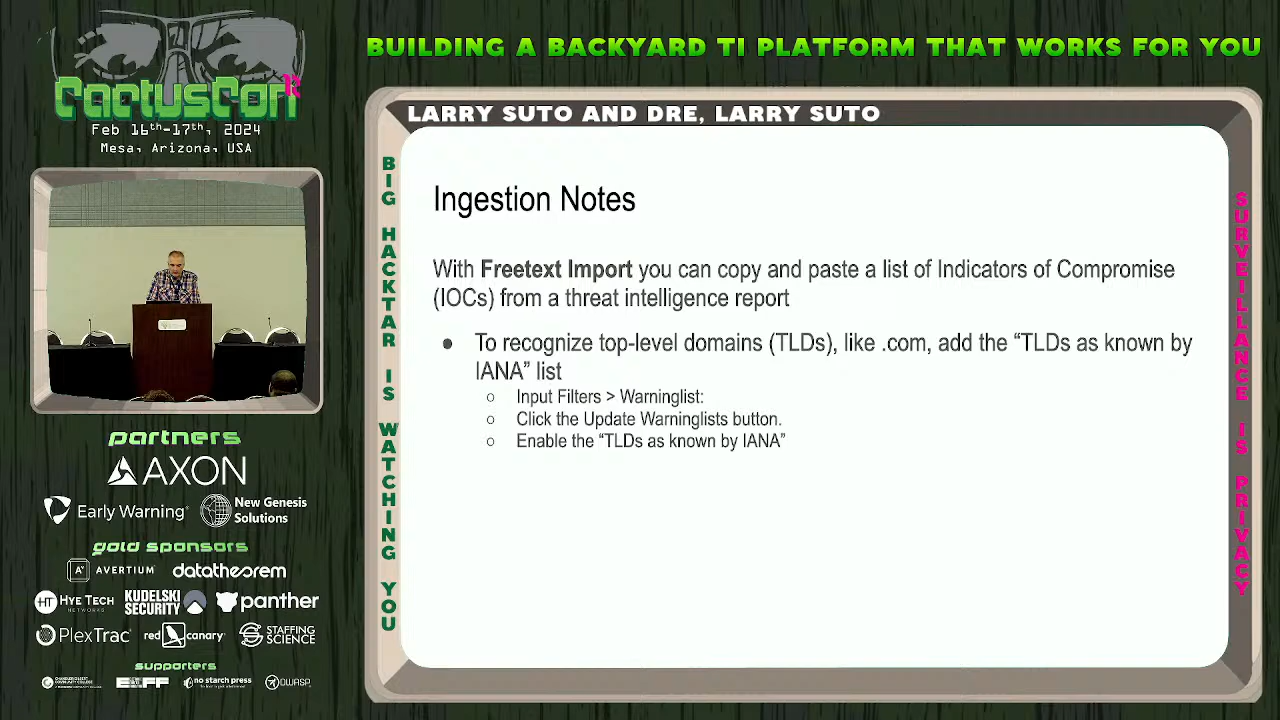 BUILDING A BACKYARD TI PLATFORM THAT WORKS FOR YOU
CactusCon
Feb 16th-17th, 2024
Mesa, Arizona, USA
LARRY SUTO AND DRE, LARRY SUTO
BIG HACKTAR IS WATCHING YOU
Ingestion Notes
With Freetext Import you can copy and paste a list of Indicators of Compromise
(IOCs) from a threat intelligence report
To recognize top-level domains (TLDs), like .com, add the “TLDs as known by
IANA” list
Input Filters > Warninglist:
Click the Update Warninglists button.
Enable the “TLDs as known by IANA”
SURVEILLANCE IS PRIVACY
partners
AXON
Early Warning
New Genesis
Solutions
gold sponsors
AVERTIUM
datatheorem
HT HYE TECH
NETWORKS
KUDELSKI
SECURITY
panther
PlexTrac
red canary
STAFFING
SCIENCE
supporters
EFF
no starch press
OWASP